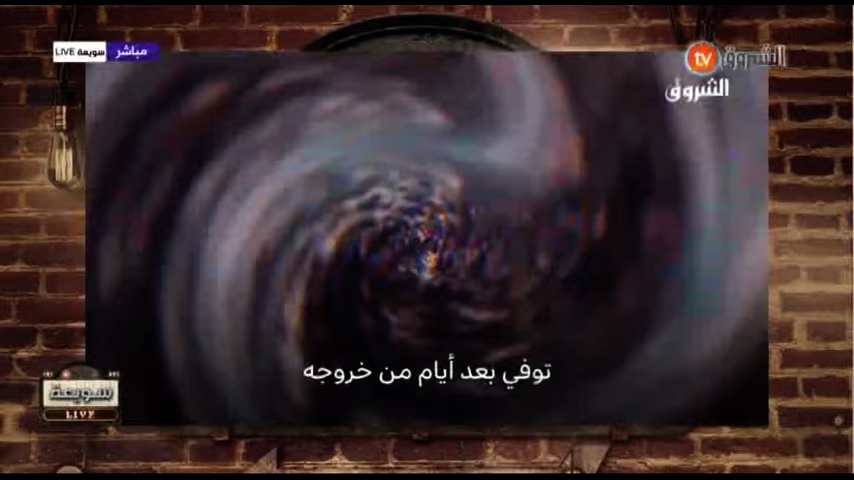 سويعة LIVE
مباشر
الشروق tv
الشروق
توفي بعد أيام من خروجه
سويعة
LIVE